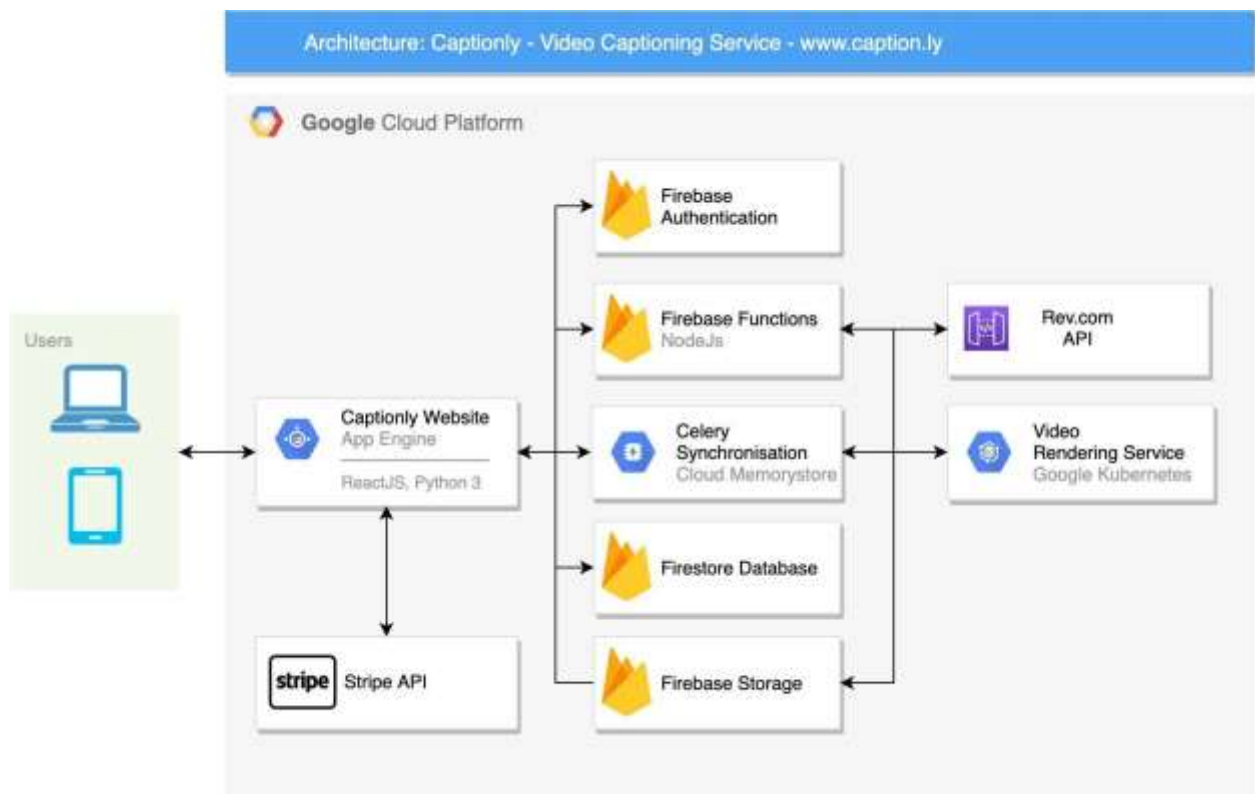 Architecture: Captionly - Video Captioning Service - www.caption.ly
Google Cloud Platform
Firebase
Authentication
Firebase Functions
NodeJs
Rev.com
API
Users
Captionly Website
App Engine
ReactJS, Python 3
Celery
Synchronisation
Cloud Memorystore
Video
Rendering Service
Google Kubernetes
Firestore Database
stripe
Stripe API
Firebase Storage